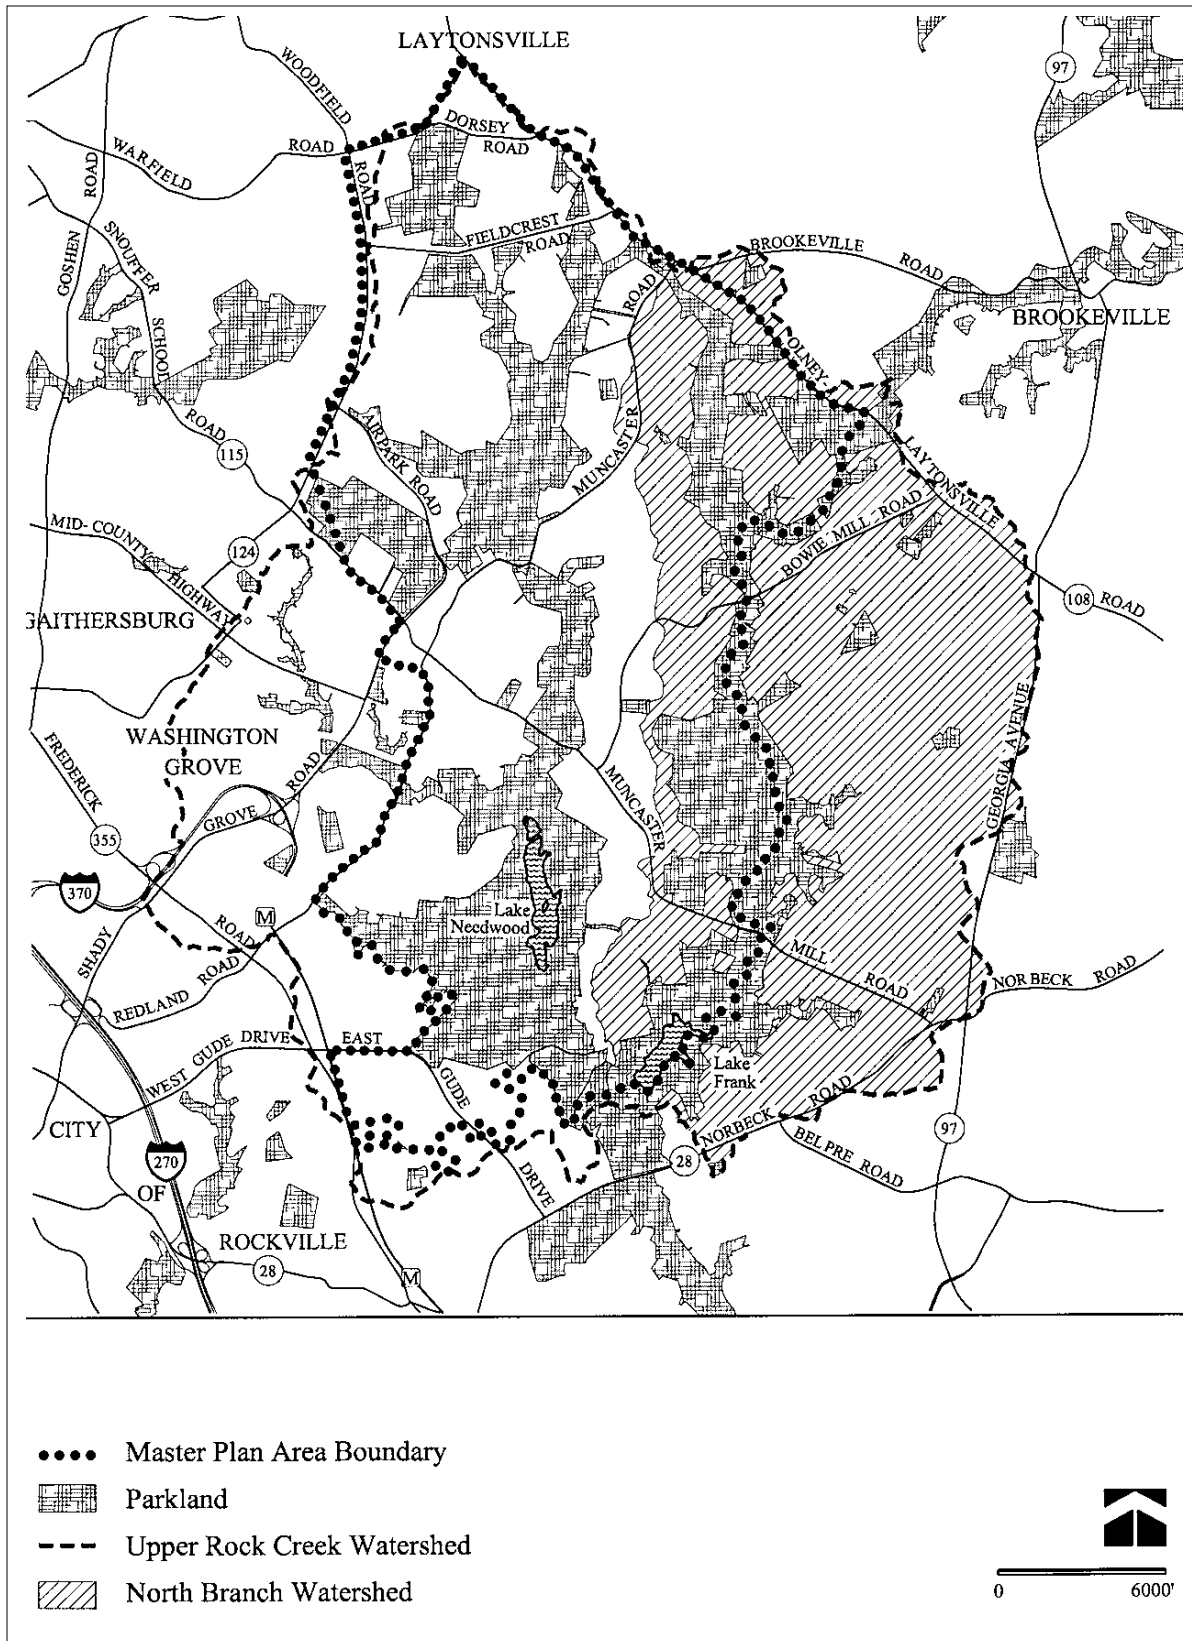 LAYTONSVILLE
97
WOODFIELD
ROAD
DORSEY
ROAD
WARFIELD
ROAD
ROAD
GOSHEN
SNOUFFER
SCHOOL
ROAD
115
FIELDCREST
ROAD
BROOKEVILLE
ROAD
BROOKEVILLE
ROAD
OLNEY-
LAYTONSVILLE
108
ROAD
AIRPARK ROAD
MUNCASTER
BOWIE MILL ROAD
MID-COUNTY
HIGHWAY
124
GAITHERSBURG
WASHINGTON
GROVE
FREDERICK
355
ROAD
GROVE
ROAD
SHADY
370
M
REDLAND
ROAD
MUNCASTER
MILL
ROAD
GEORGIA AVENUE
NORBECK
ROAD
Lake
Needwood
Lake
Frank
WEST GUDE
DRIVE
EAST
GUDE
DRIVE
NORBECK
ROAD
28
BELPRE
ROAD
97
CITY
270
OF
ROCKVILLE
28
M
Master Plan Area Boundary
Parkland
Upper Rock Creek Watershed
North Branch Watershed
0
6000'